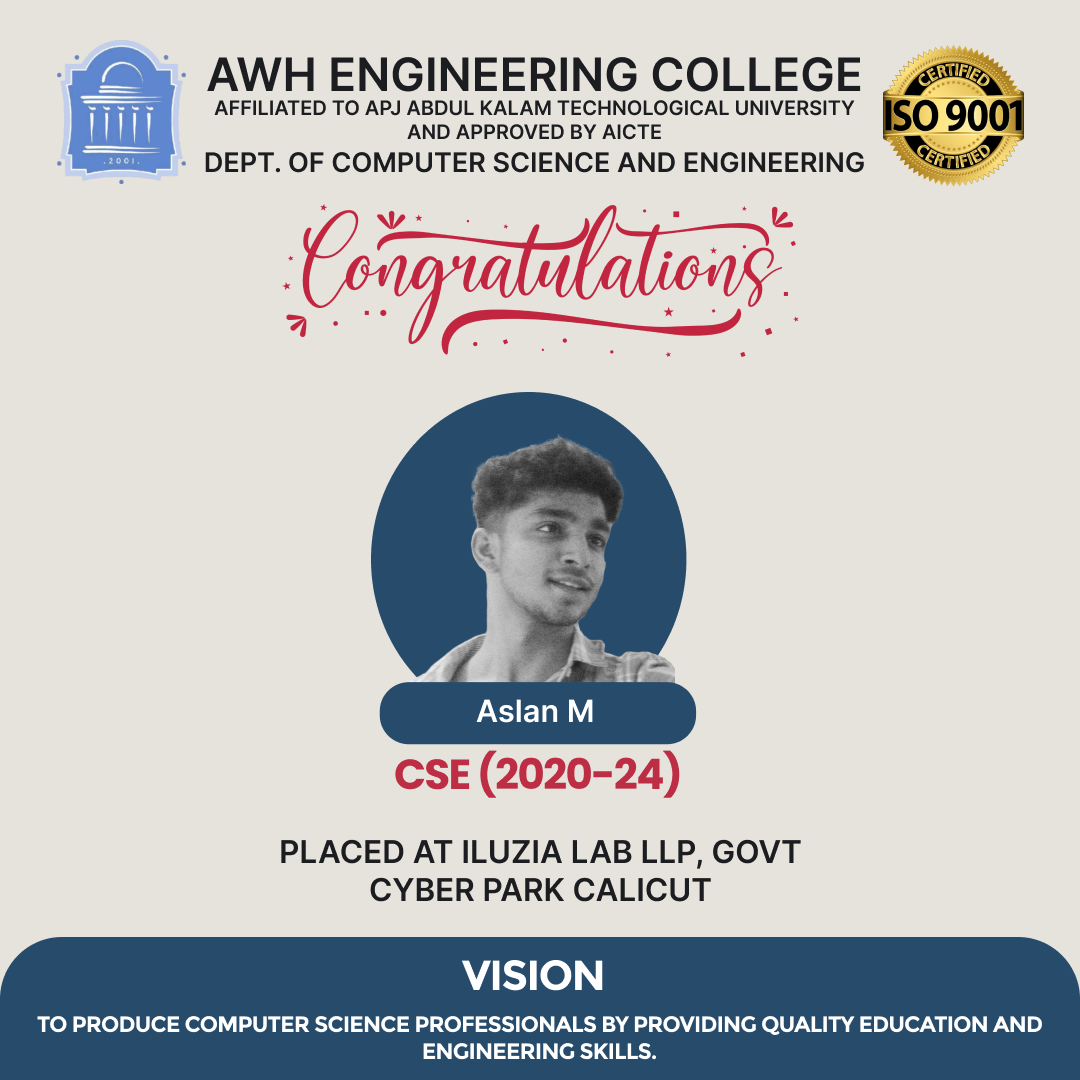 AWH ENGINEERING COLLEGE
AFFILIATED TO APJ ABDUL KALAM TECHNOLOGICAL UNIVERSITY
AND APPROVED BY AICTE
DEPT. OF COMPUTER SCIENCE AND ENGINEERING
.2001.
CERTIFIED
ISO 9001
CERTIFIED
Congratulations
Aslan M
CSE (2020-24)
PLACED AT ILUZIA LAB LLP, GOVT
CYBER PARK CALICUT
VISION
TO PRODUCE COMPUTER SCIENCE PROFESSIONALS BY PROVIDING QUALITY EDUCATION AND
ENGINEERING SKILLS.